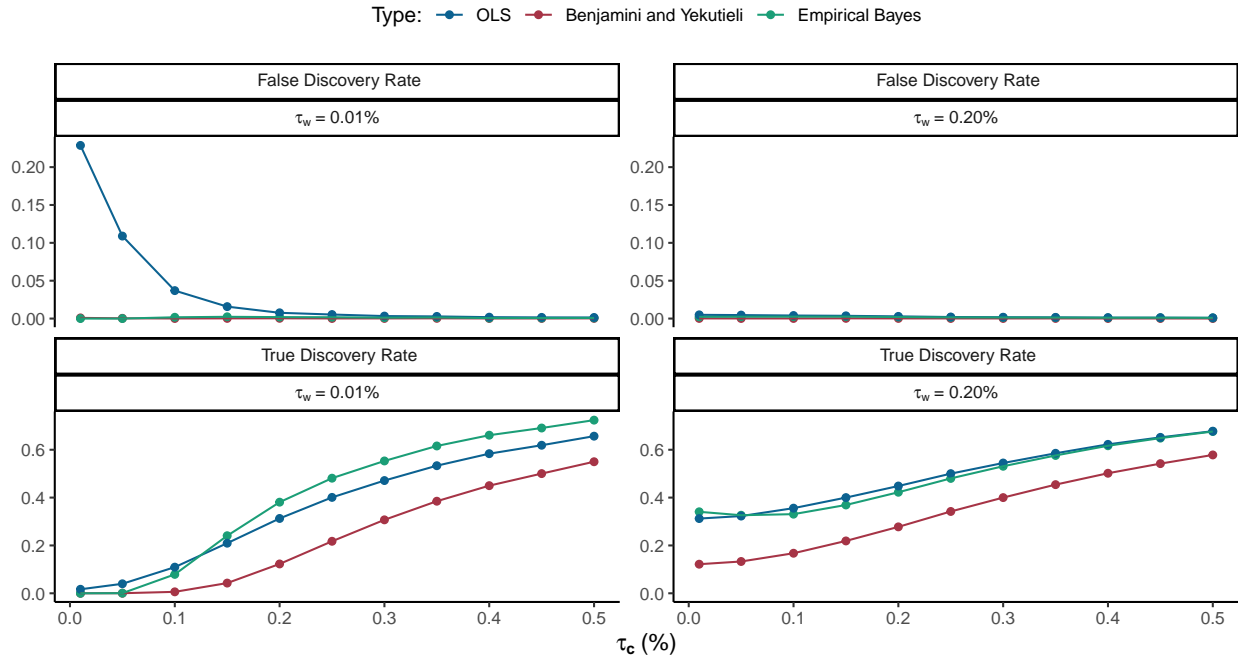 Type: OLS Benjamini and Yekutieli Empirical Bayes
False Discovery Rate
τw = 0.01%
0.20
0.15
0.10
0.05
0.00
False Discovery Rate
τw = 0.20%
0.20
0.15
0.10
0.05
0.00
True Discovery Rate
τw = 0.01%
0.6
0.4
0.2
0.0
0.0 0.1 0.2 0.3 0.4 0.5
True Discovery Rate
τw = 0.20%
0.6
0.4
0.2
0.0
0.0 0.1 0.2 0.3 0.4 0.5
τc (%)